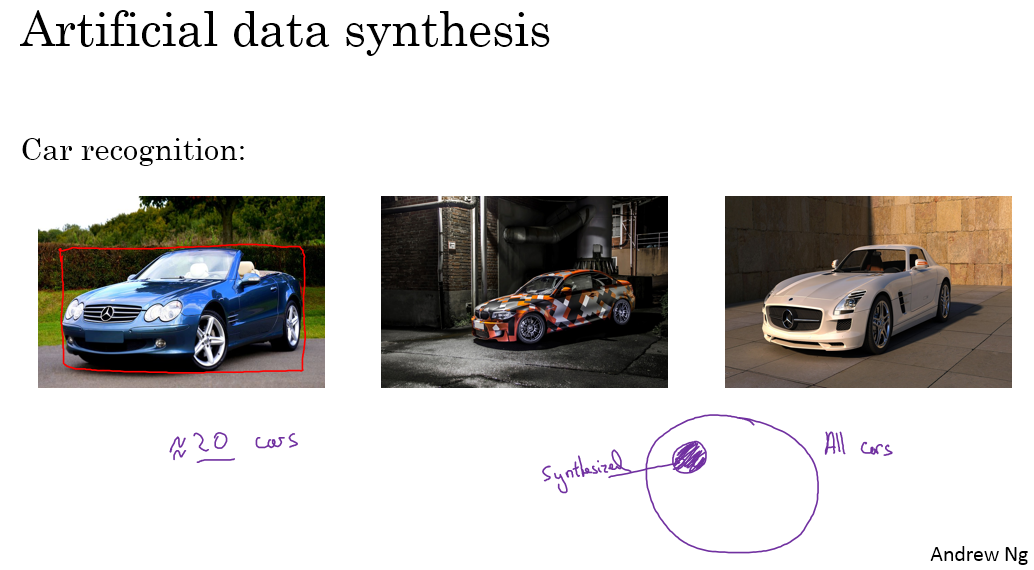 Artificial data synthesis
Car recognition:
≈ 20 cars
synthesized
All cars
Andrew Ng